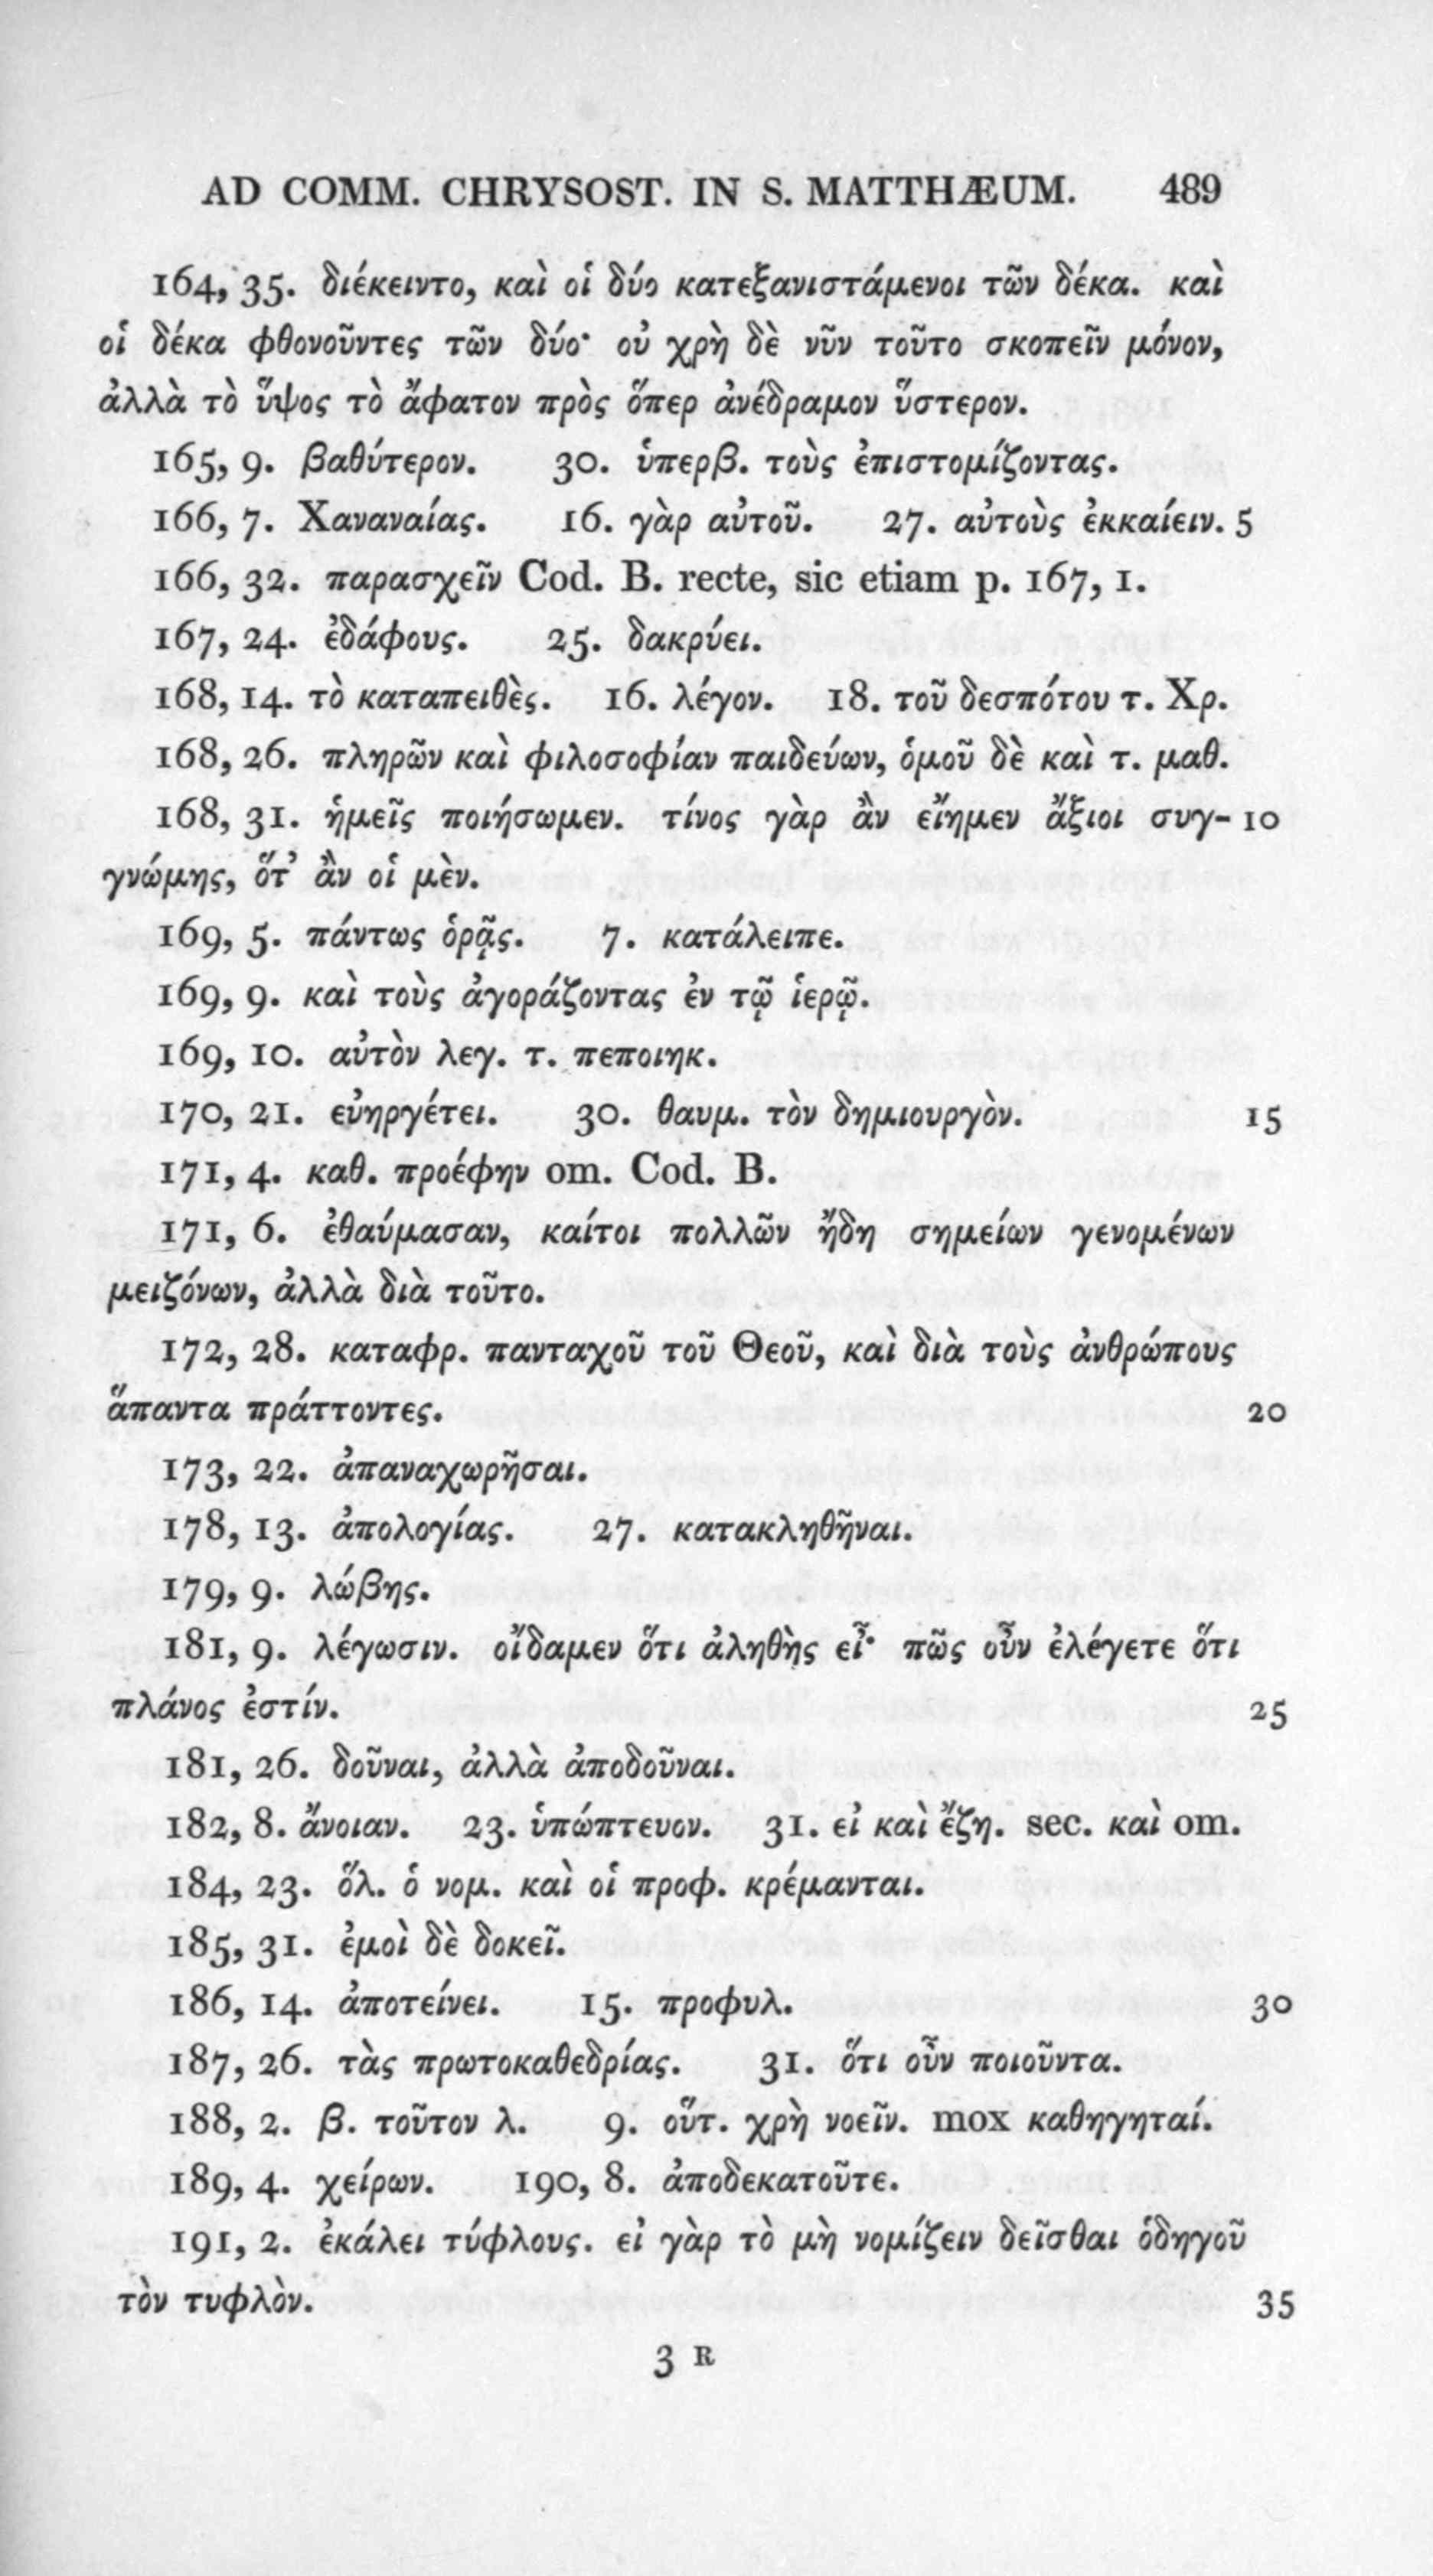 AD COMM. CHRYSOST. IN S. MATTHÆUM. 489
164, 35. διέκειντο, καὶ οἱ δύο κατεξανιστάμενοι τῶν δέκα. καὶ
οἱ δέκα φθονοῦντες τῶν δύο· οὐ χρὴ δὲ νῦν τοῦτο σκοπεῖν μόνον,
ἀλλὰ τὸ ὕψος τὸ ἄφατον πρὸς ὅπερ ἀνέδραμον ὕστερον.
165, 9. βαθύτερον. 30. ὑπερβ. τοὺς ἐπιστομίζοντας.
166, 7. Χαναναίας. 16. γὰρ αὐτοῦ. 27. αὐτοὺς ἐκκαίειν. 5
166, 32. παρασχεῖν Cod. B. recte, sic etiam p. 167, 1.
167, 24. ἐδάφους. 25. δακρύει.
168, 14. τὸ καταπειθὲς. 16. λέγον. 18. τοῦ δεσπότου τ. Χρ.
168, 26. πληρῶν καὶ φιλοσοφίαν παιδεύων, ὁμοῦ δὲ καὶ τ. μαθ.
168, 31. ἡμεῖς ποιήσωμεν. τίνος γὰρ ἂν εἴημεν ἄξιοι συγ- 10
γνώμης, ὅτ’ ἂν οἱ μὲν.
169, 5. πάντως ὁρᾷς. 7. κατάλειπε.
169, 9. καὶ τοὺς ἀγοράζοντας ἐν τῷ ἱερῷ.
169, 10. αὐτὸν λεγ. τ. πεποιηκ.
170, 21. εὐηργέτει. 30. θαυμ. τὸν δημιουργὸν. 15
171, 4. καθ. προέφην om. Cod. B.
171, 6. ἐθαύμασαν, καίτοι πολλῶν ἤδη σημείων γενομένων
μειζόνων, ἀλλὰ διὰ τοῦτο.
172, 28. καταφρ. πανταχοῦ τοῦ Θεοῦ, καὶ διὰ τοὺς ἀνθρώπους
ἅπαντα πράττοντες. 20
173, 22. ἀπαναχωρῆσαι.
178, 13. ἀπολογίας. 27. κατακληθῆναι.
179, 9. λώβης.
181, 9. λέγωσιν. οἴδαμεν ὅτι ἀληθὴς εἶ· πῶς οὖν ἐλέγετε ὅτι
πλάνος ἐστίν. 25
181, 26. δοῦναι, ἀλλὰ ἀποδοῦναι.
182, 8. ἄνοιαν. 23. ὑπώπτευον. 31. εἰ καὶ ἔζη. sec. καὶ om.
184, 23. ὅλ. ὁ νομ. καὶ οἱ προφ. κρέμανται.
185, 31. ἐμοὶ δὲ δοκεῖ.
186, 14. ἀποτείνει. 15. προφυλ. 30
187, 26. τὰς πρωτοκαθεδρίας. 31. ὅτι οὖν ποιοῦντα.
188, 2. β. τοῦτον λ. 9. οὕτ. χρὴ νοεῖν. mox καθηγηταί.
189, 4. χείρων. 190, 8. ἀποδεκατοῦτε.
191, 2. ἐκάλει τύφλους. εἰ γὰρ τὸ μὴ νομίζειν δεῖσθαι ὁδηγοῦ
τὸν τυφλὸν. 35
3 R